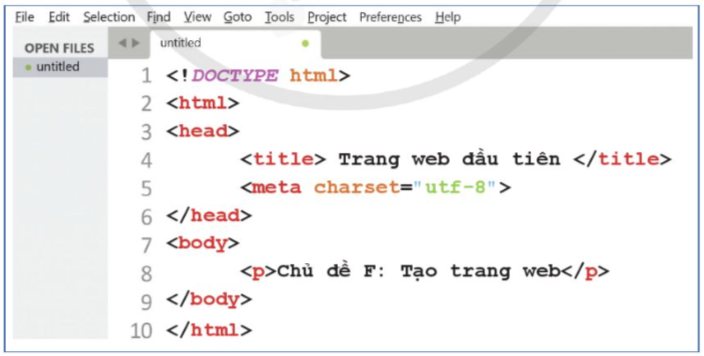 File Edit Selection Find View Goto Tools Project Preferences Help
OPEN FILES
untitled
untitled
1 <!DOCTYPE html>
2 <html>
3 <head>
4 <title> Trang web dầu tiên </title>
5 <meta charset="utf-8">
6 </head>
7 <body>
8 <p>Chủ dề F: Tạo trang web</p>
9 </body>
10 </html>